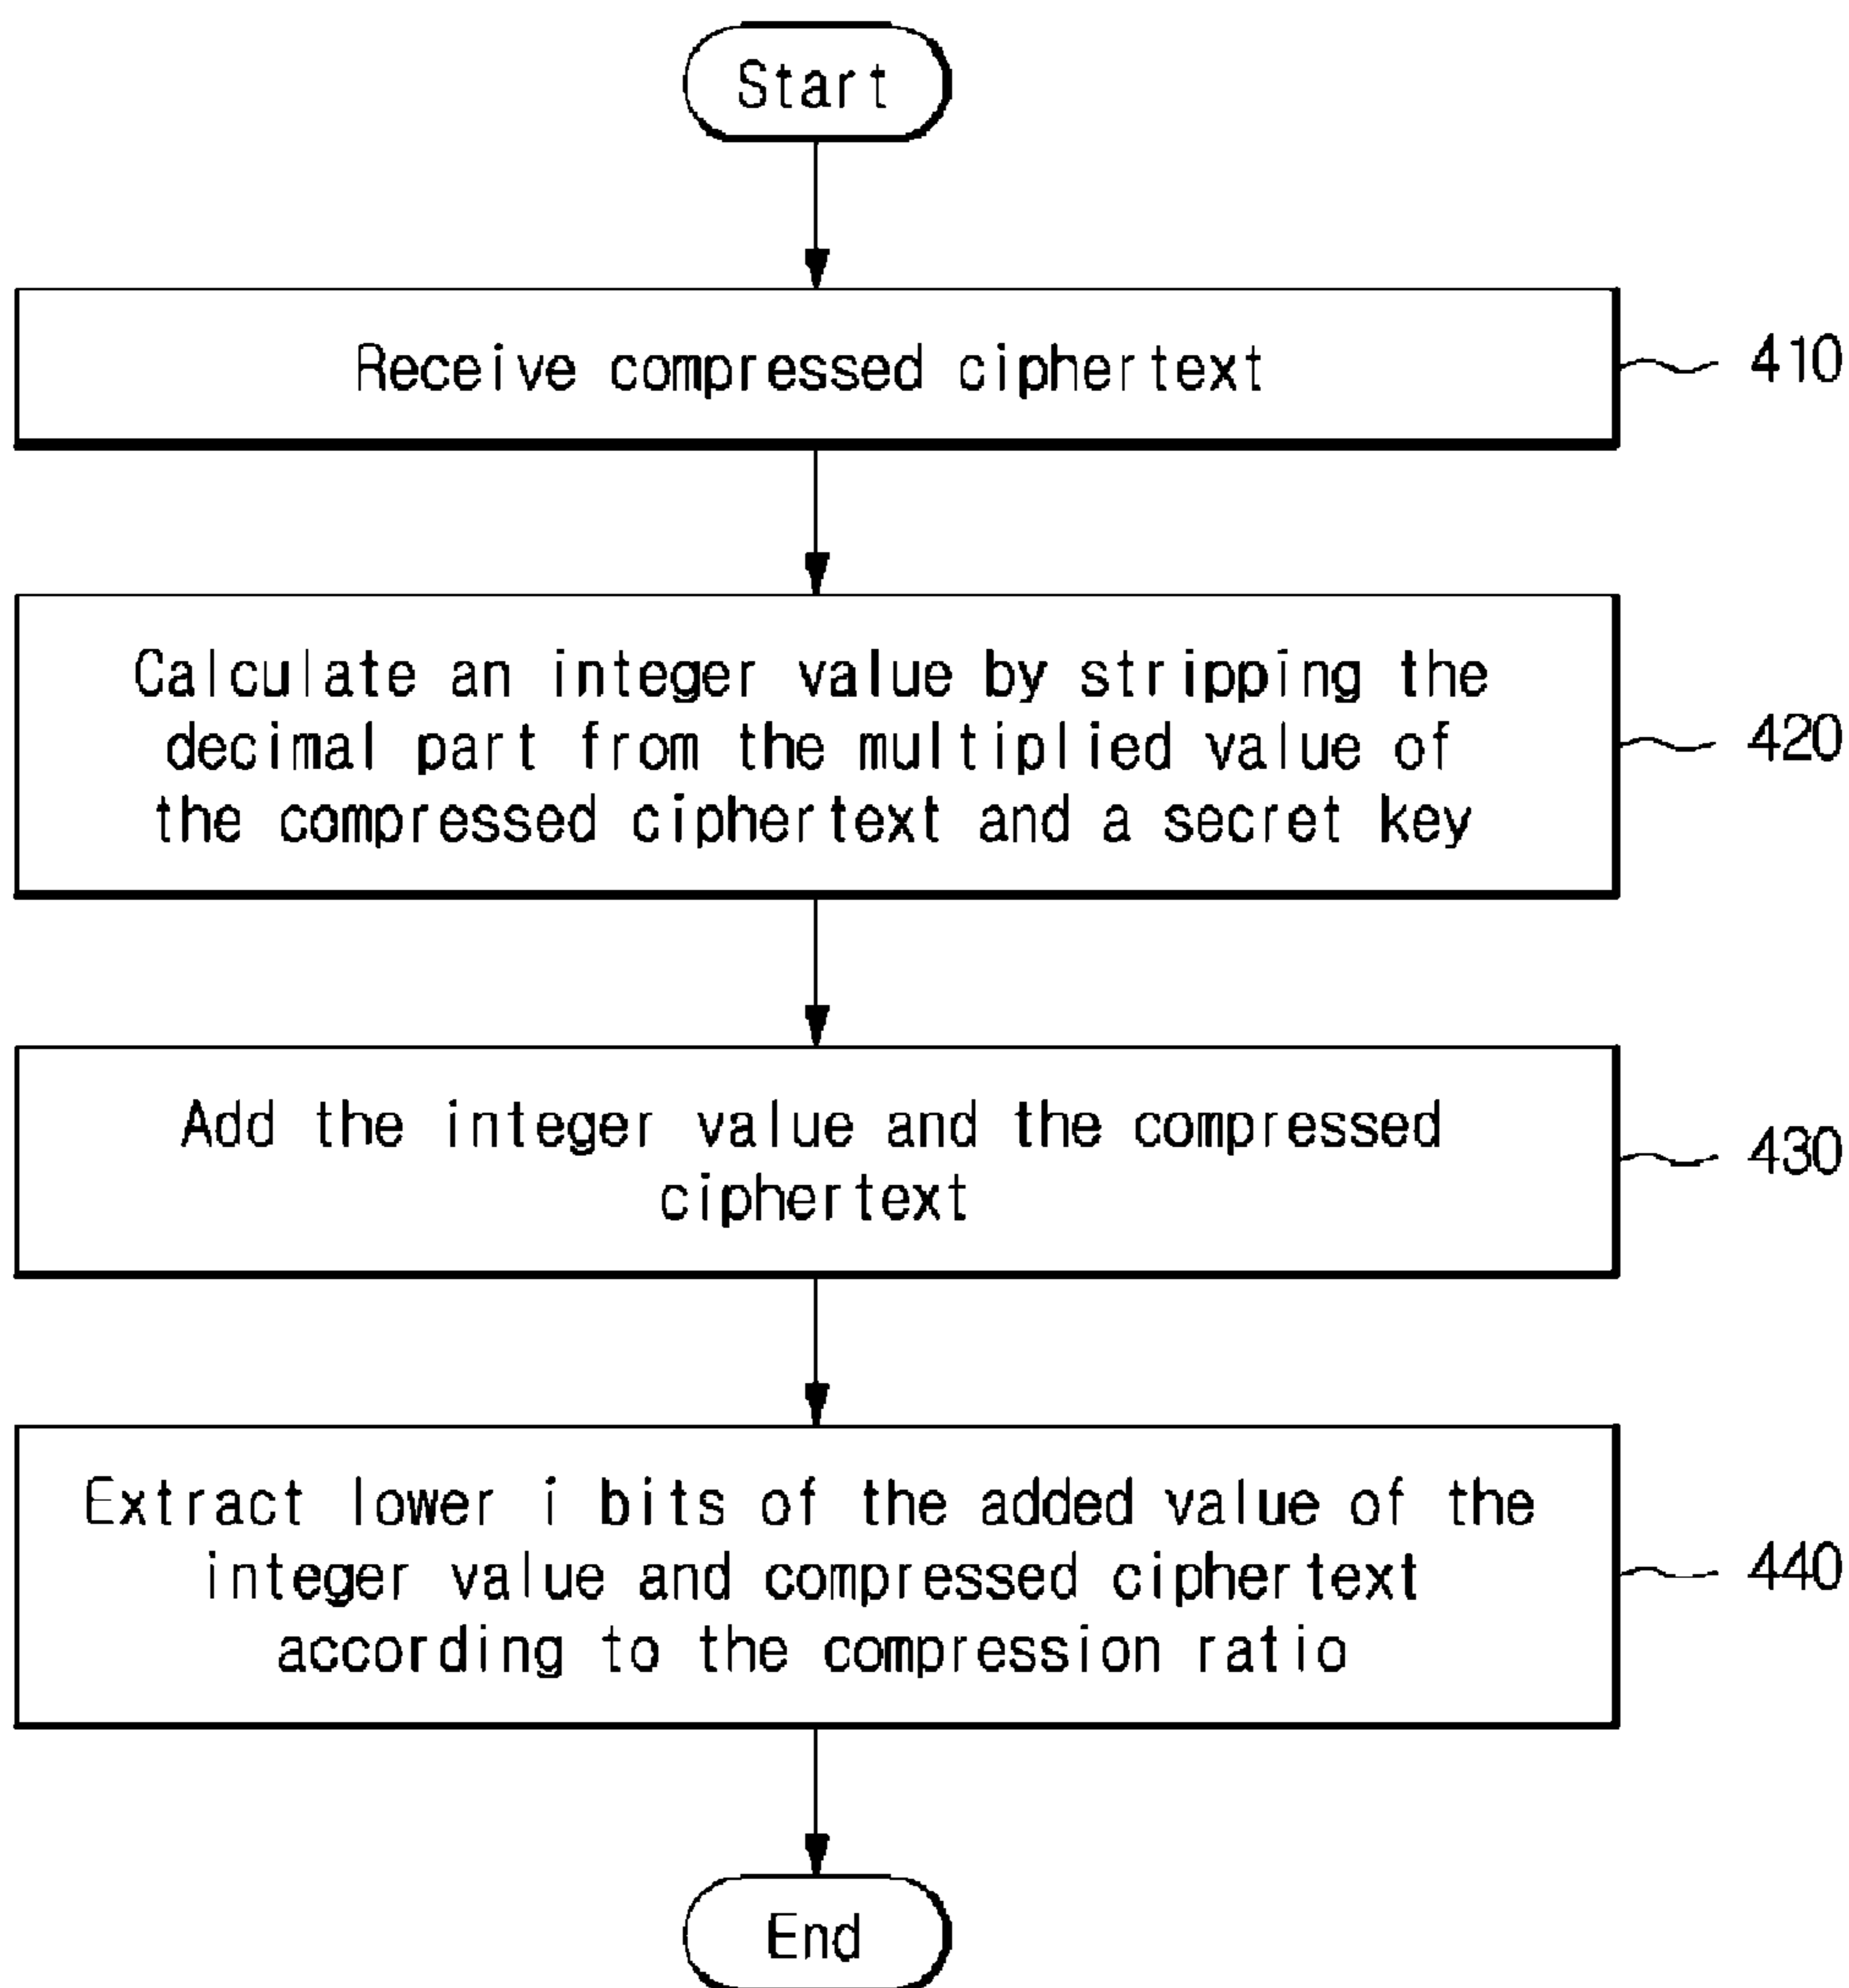 Start
Receive compressed ciphertext
410
Calculate an integer value by stripping the
decimal part from the multiplied value of
the compressed ciphertext and a secret key
420
Add the integer value and the compressed
ciphertext
430
Extract lower i bits of the added value of the
integer value and compressed ciphertext
according to the compression ratio
440
End